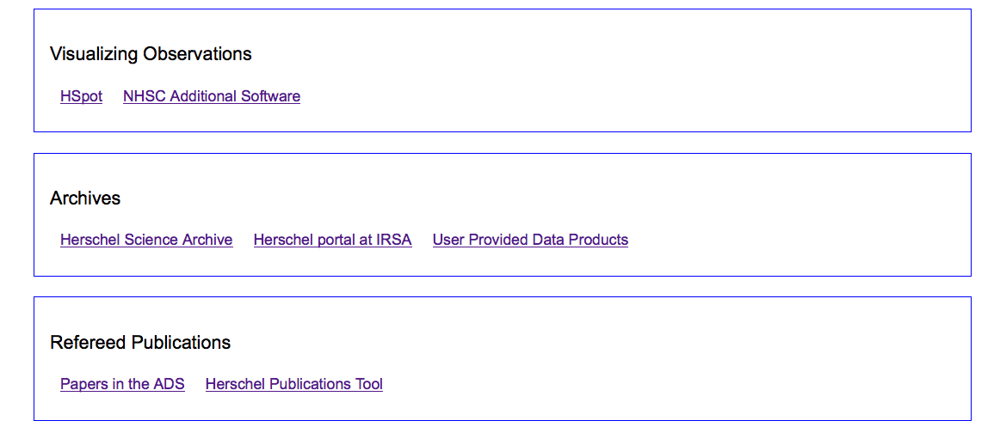 Visualizing Observations
HSpot NHSC Additional Software
Archives
Herschel Science Archive Herschel portal at IRSA User Provided Data Products
Refereed Publications
Papers in the ADS Herschel Publications Tool